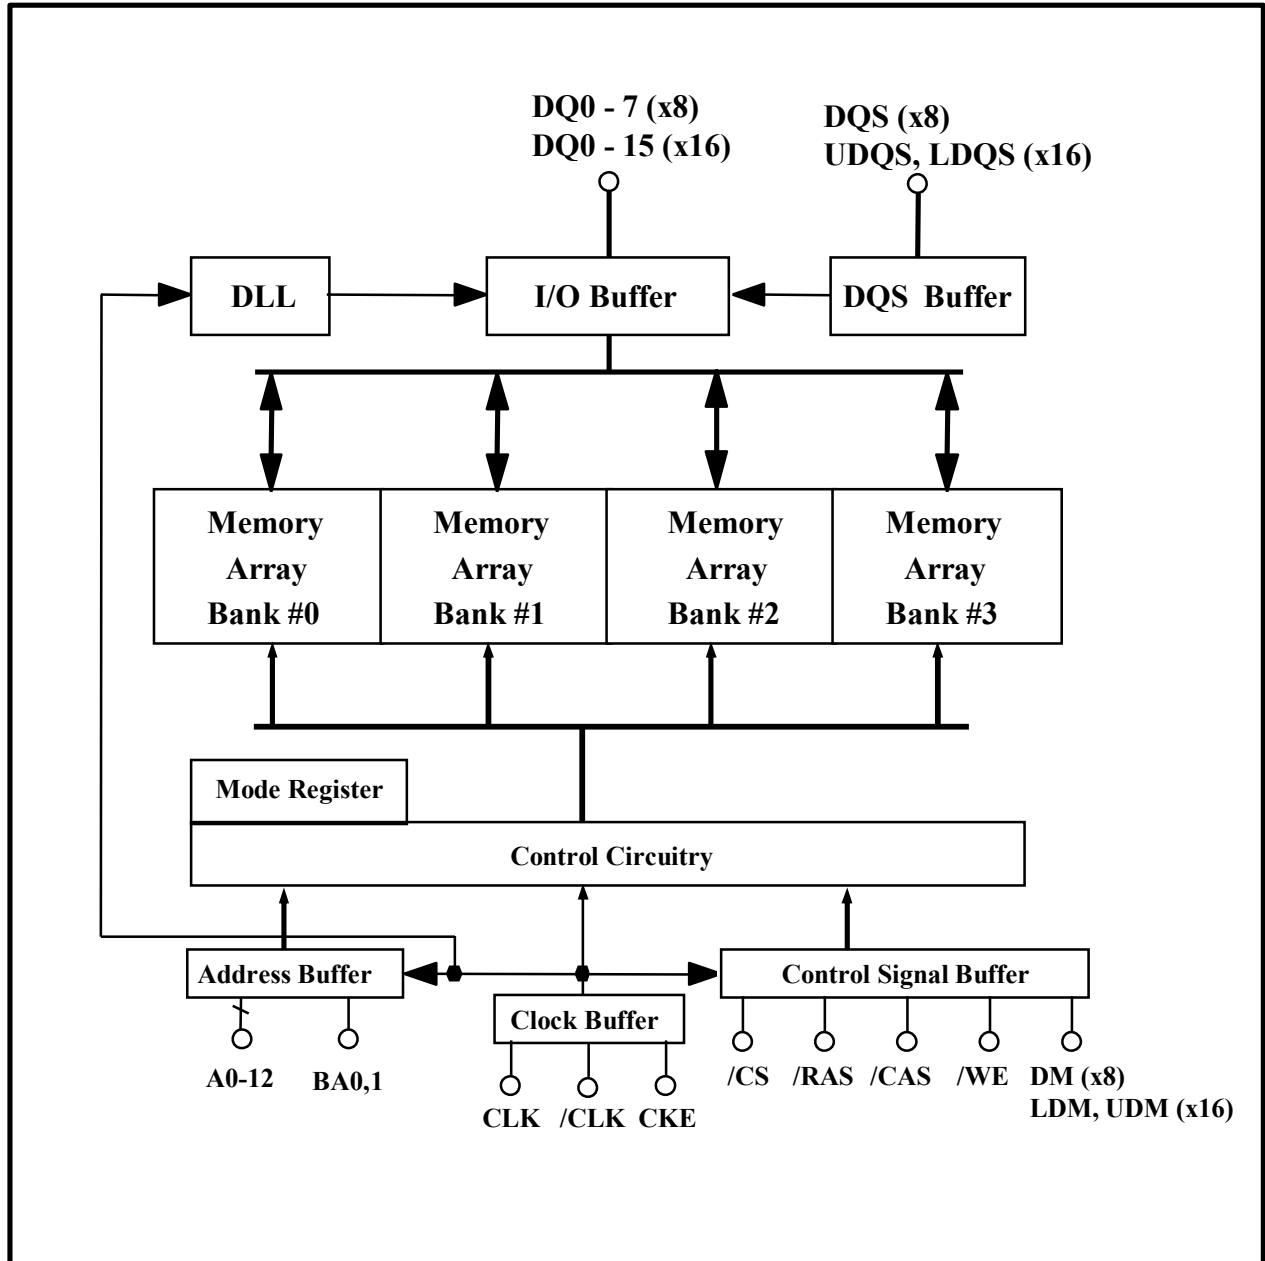 DQ0 - 7 (x8)
DQ0 - 15 (x16)
DQS (x8)
UDQS, LDQS (x16)
DLL
I/O Buffer
DQS Buffer
Memory
Array
Bank #0
Memory
Array
Bank #1
Memory
Array
Bank #2
Memory
Array
Bank #3
Mode Register
Control Circuitry
Address Buffer
Control Signal Buffer
Clock Buffer
A0-12
BA0,1
CLK
/CLK
CKE
/CS
/RAS
/CAS
/WE
DM (x8)
LDM, UDM (x16)